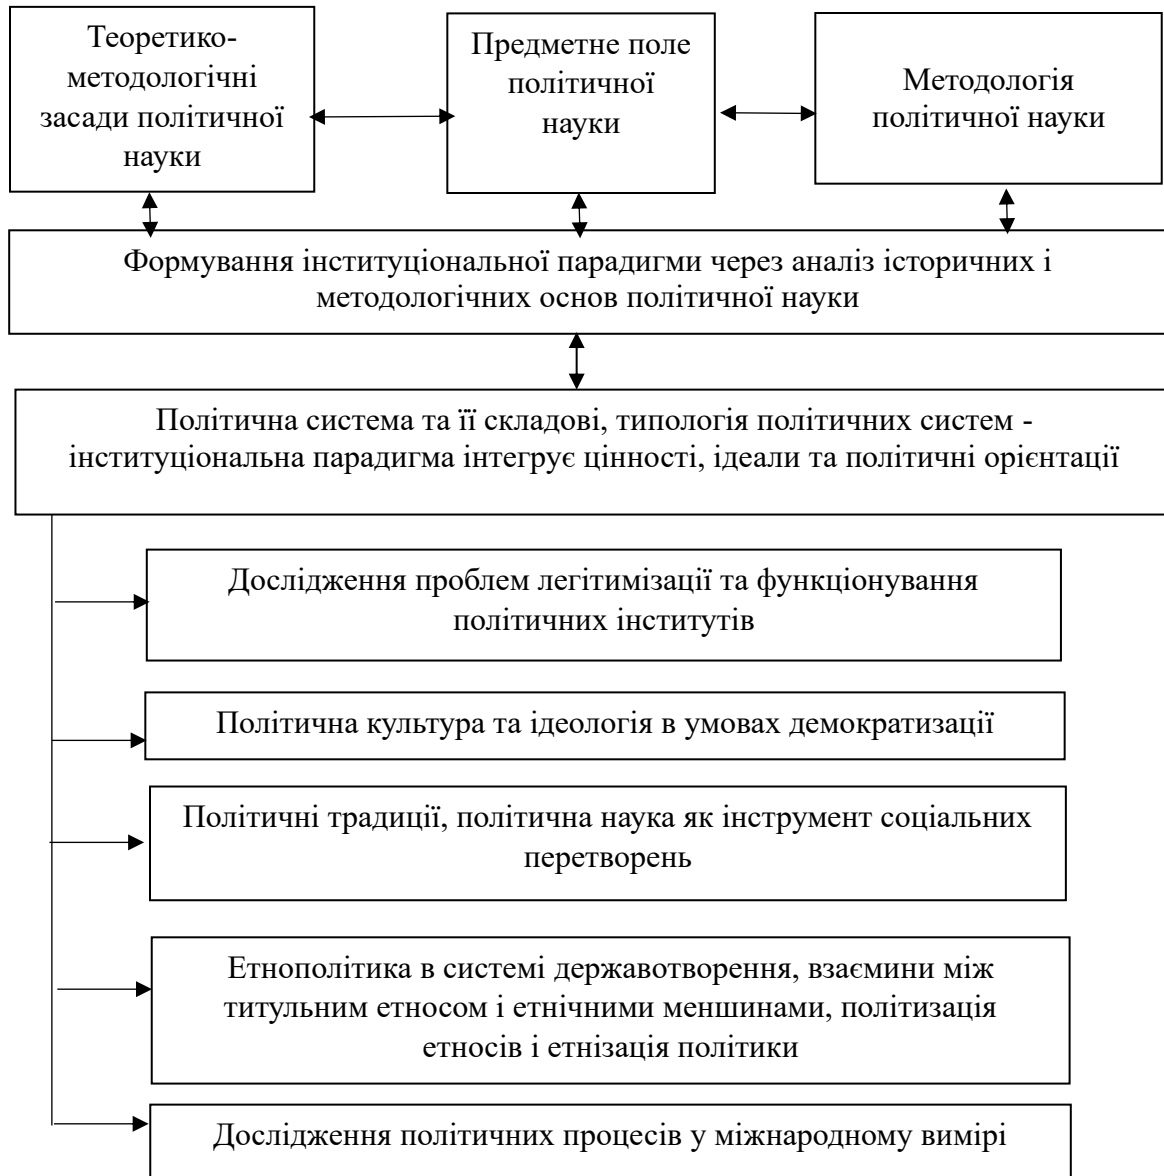 Теоретико-
методологічні
засади політичної
науки
Предметне поле
політичної
науки
Методологія
політичної науки
Формування інституціональної парадигми через аналіз історичних і
методологічних основ політичної науки
Політична система та її складові, типологія політичних систем -
інституціональна парадигма інтегрує цінності, ідеали та політичні орієнтації
Дослідження проблем легітимізації та функціонування
політичних інститутів
Політична культура та ідеологія в умовах демократизації
Політичні традиції, політична наука як інструмент соціальних
перетворень
Етнополітика в системі державотворення, взаємини між
титульним етносом і етнічними меншинами, політизація
етносів і етнізація політики
Дослідження політичних процесів у міжнародному вимірі